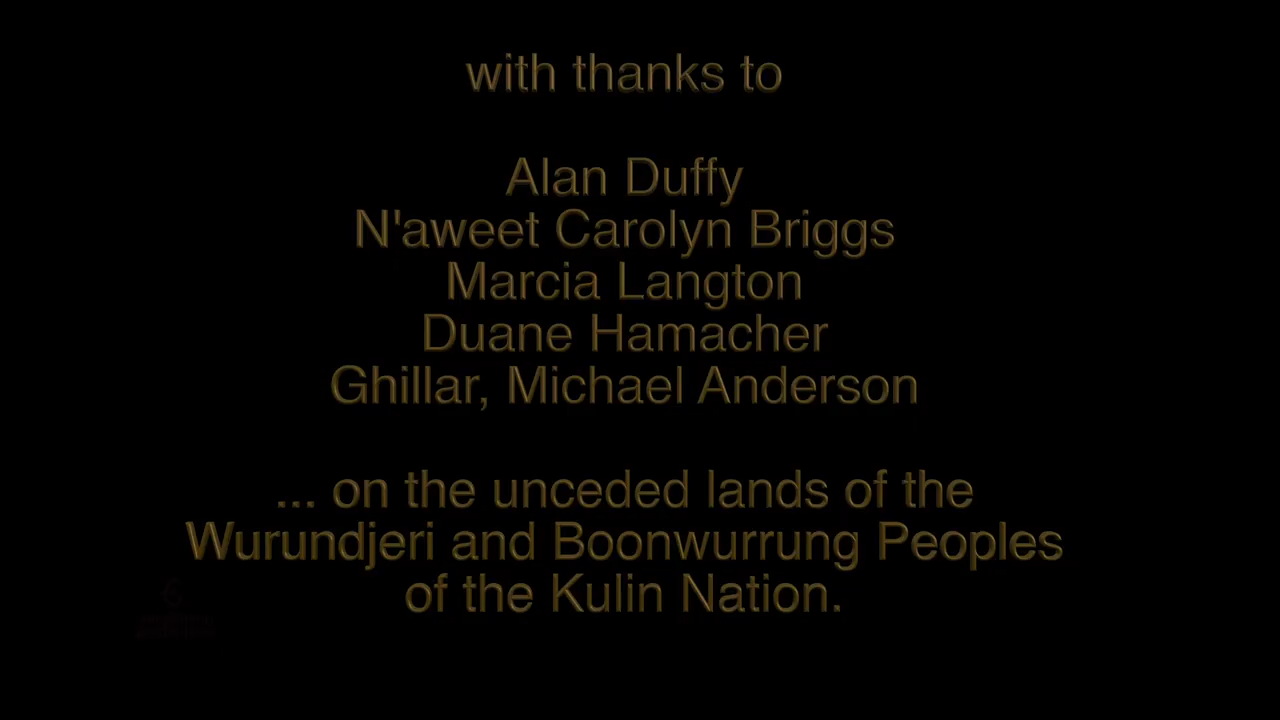 with thanks to
Alan Duffy
N'aweet Carolyn Briggs
Marcia Langton
Duane Hamacher
Ghillar, Michael Anderson
... on the unceded lands of the
Wurundjeri and Boonwurrung Peoples
of the Kulin Nation.